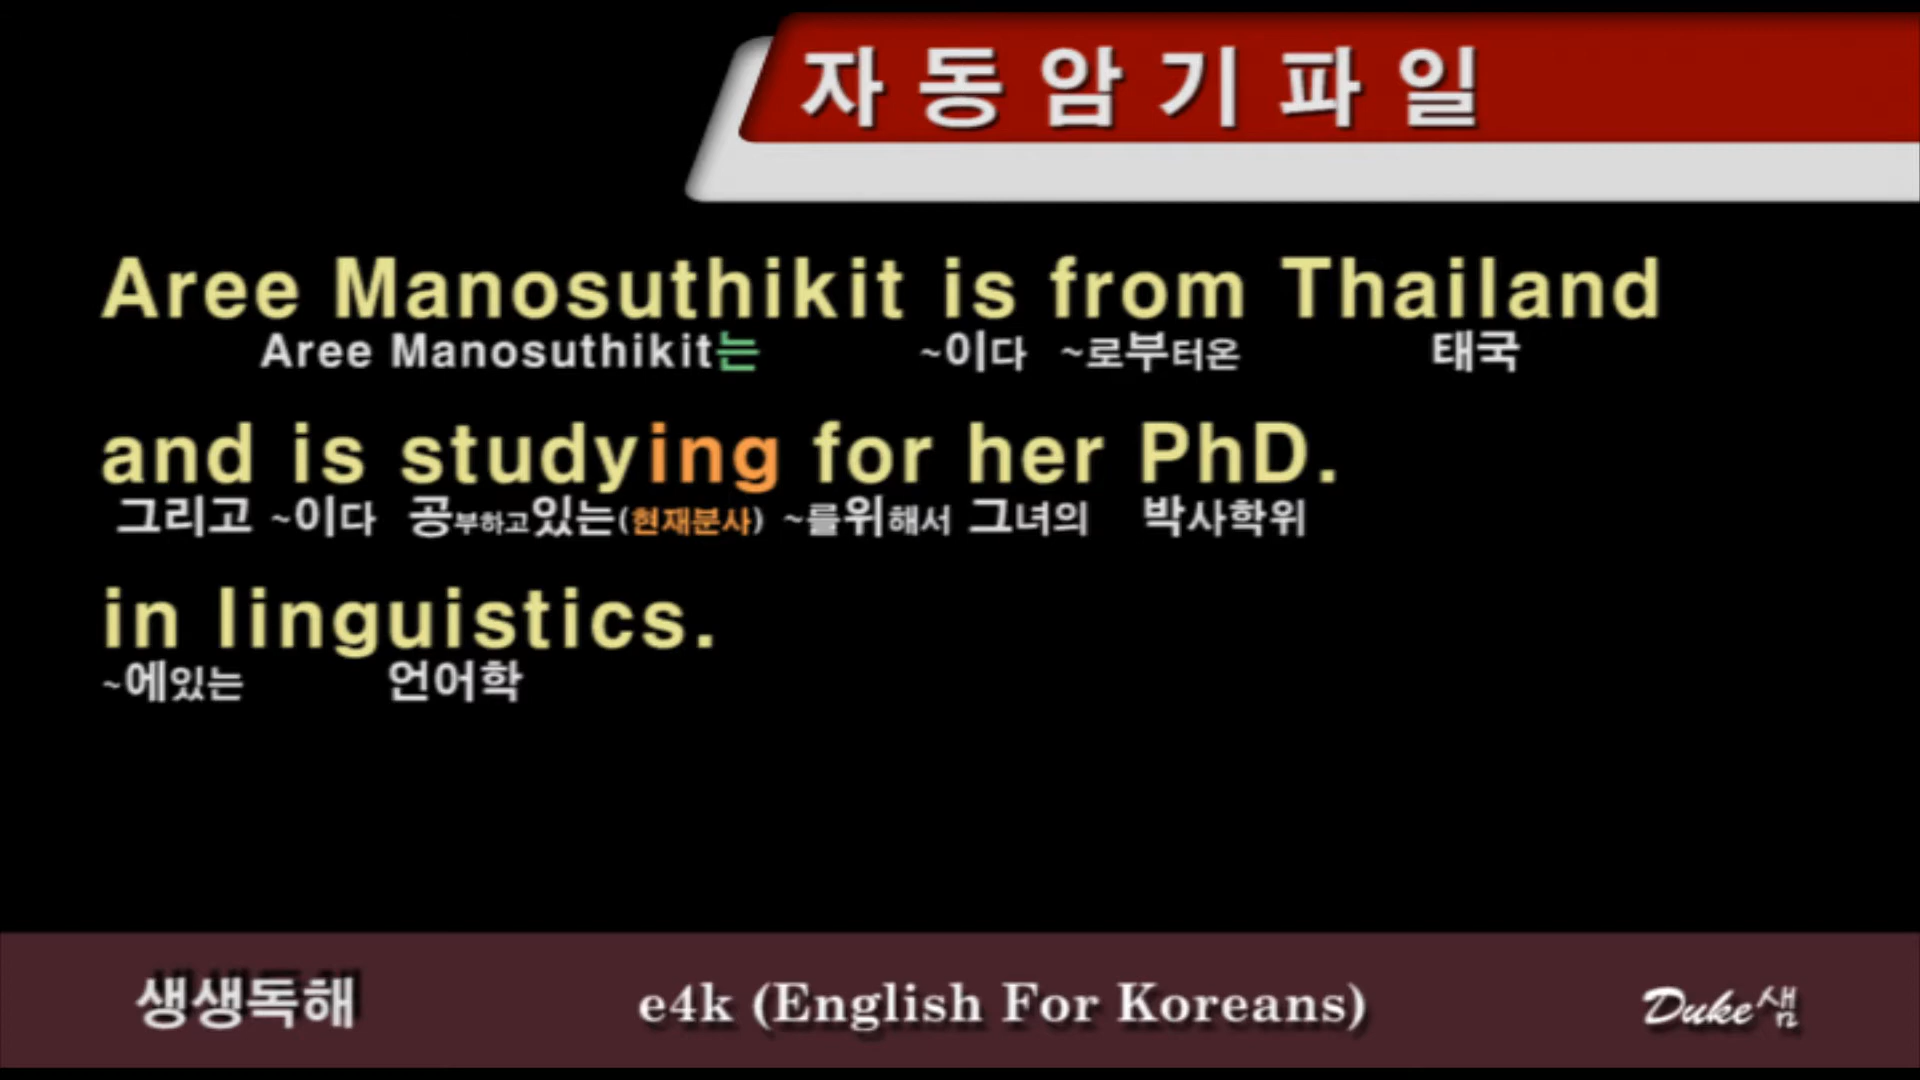 자동암기파일
Aree Manosuthikit is from Thailand
Aree Manosuthikit는 ~이다 ~로부터온 태국
and is studying for her PhD.
그리고 ~이다 공부하고있는(현재분사) ~를위해서 그녀의 박사학위
in linguistics.
~에있는 언어학
생생독해 e4k (English For Koreans) Duke샘